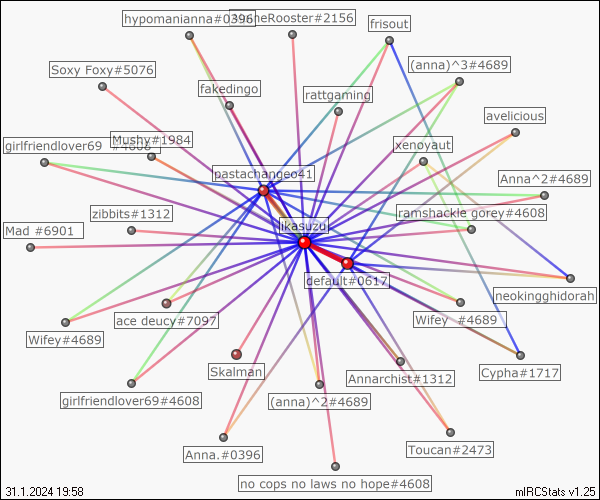 hypomanianna#0396
neRooster#2156
frisout
(anna)^3#4689
Soxy Foxy#5076
fakedingo
rattgaming
avelicious
girlfriendlover69 #4608
Mushy#1984
xenoyaut
pastachangeo41
Anna^2#4689
zibbits#1312
ikasuzu
ramshackle gorey#4608
Mad #6901
default#0617
neokingghidorah
ace deucy#7097
Wifey #4689
Wifey#4689
Skalman
Annarchist#1312
Cypha#1717
girlfriendlover69#4608
(anna)^2#4689
Anna.#0396
Toucan#2473
no cops no laws no hope#4608
31.1.2024 19:58
mIRCStats v1.25